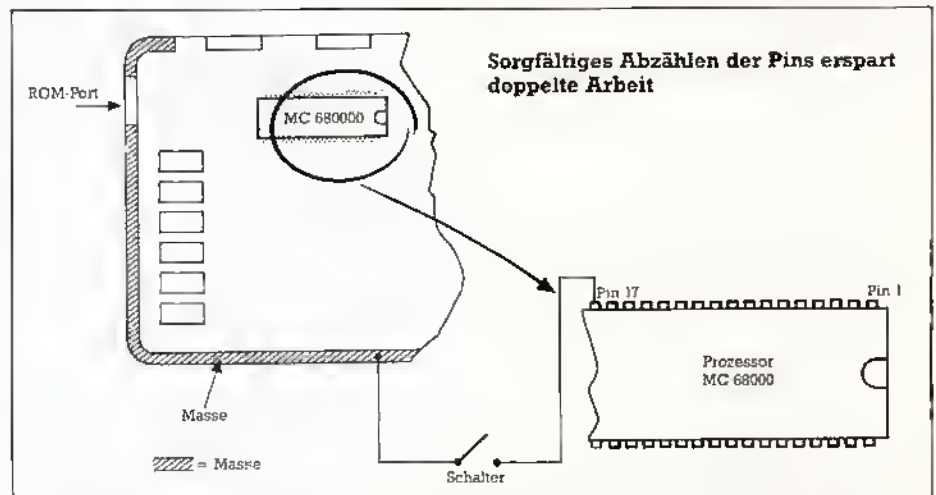 Sorgfältiges Abzählen der Pins erspart
doppelte Arbeit
ROM-Port
MC 680000
Pin 17
Pin 1
Prozessor
MC 68000
Masse
= Masse
Schalter